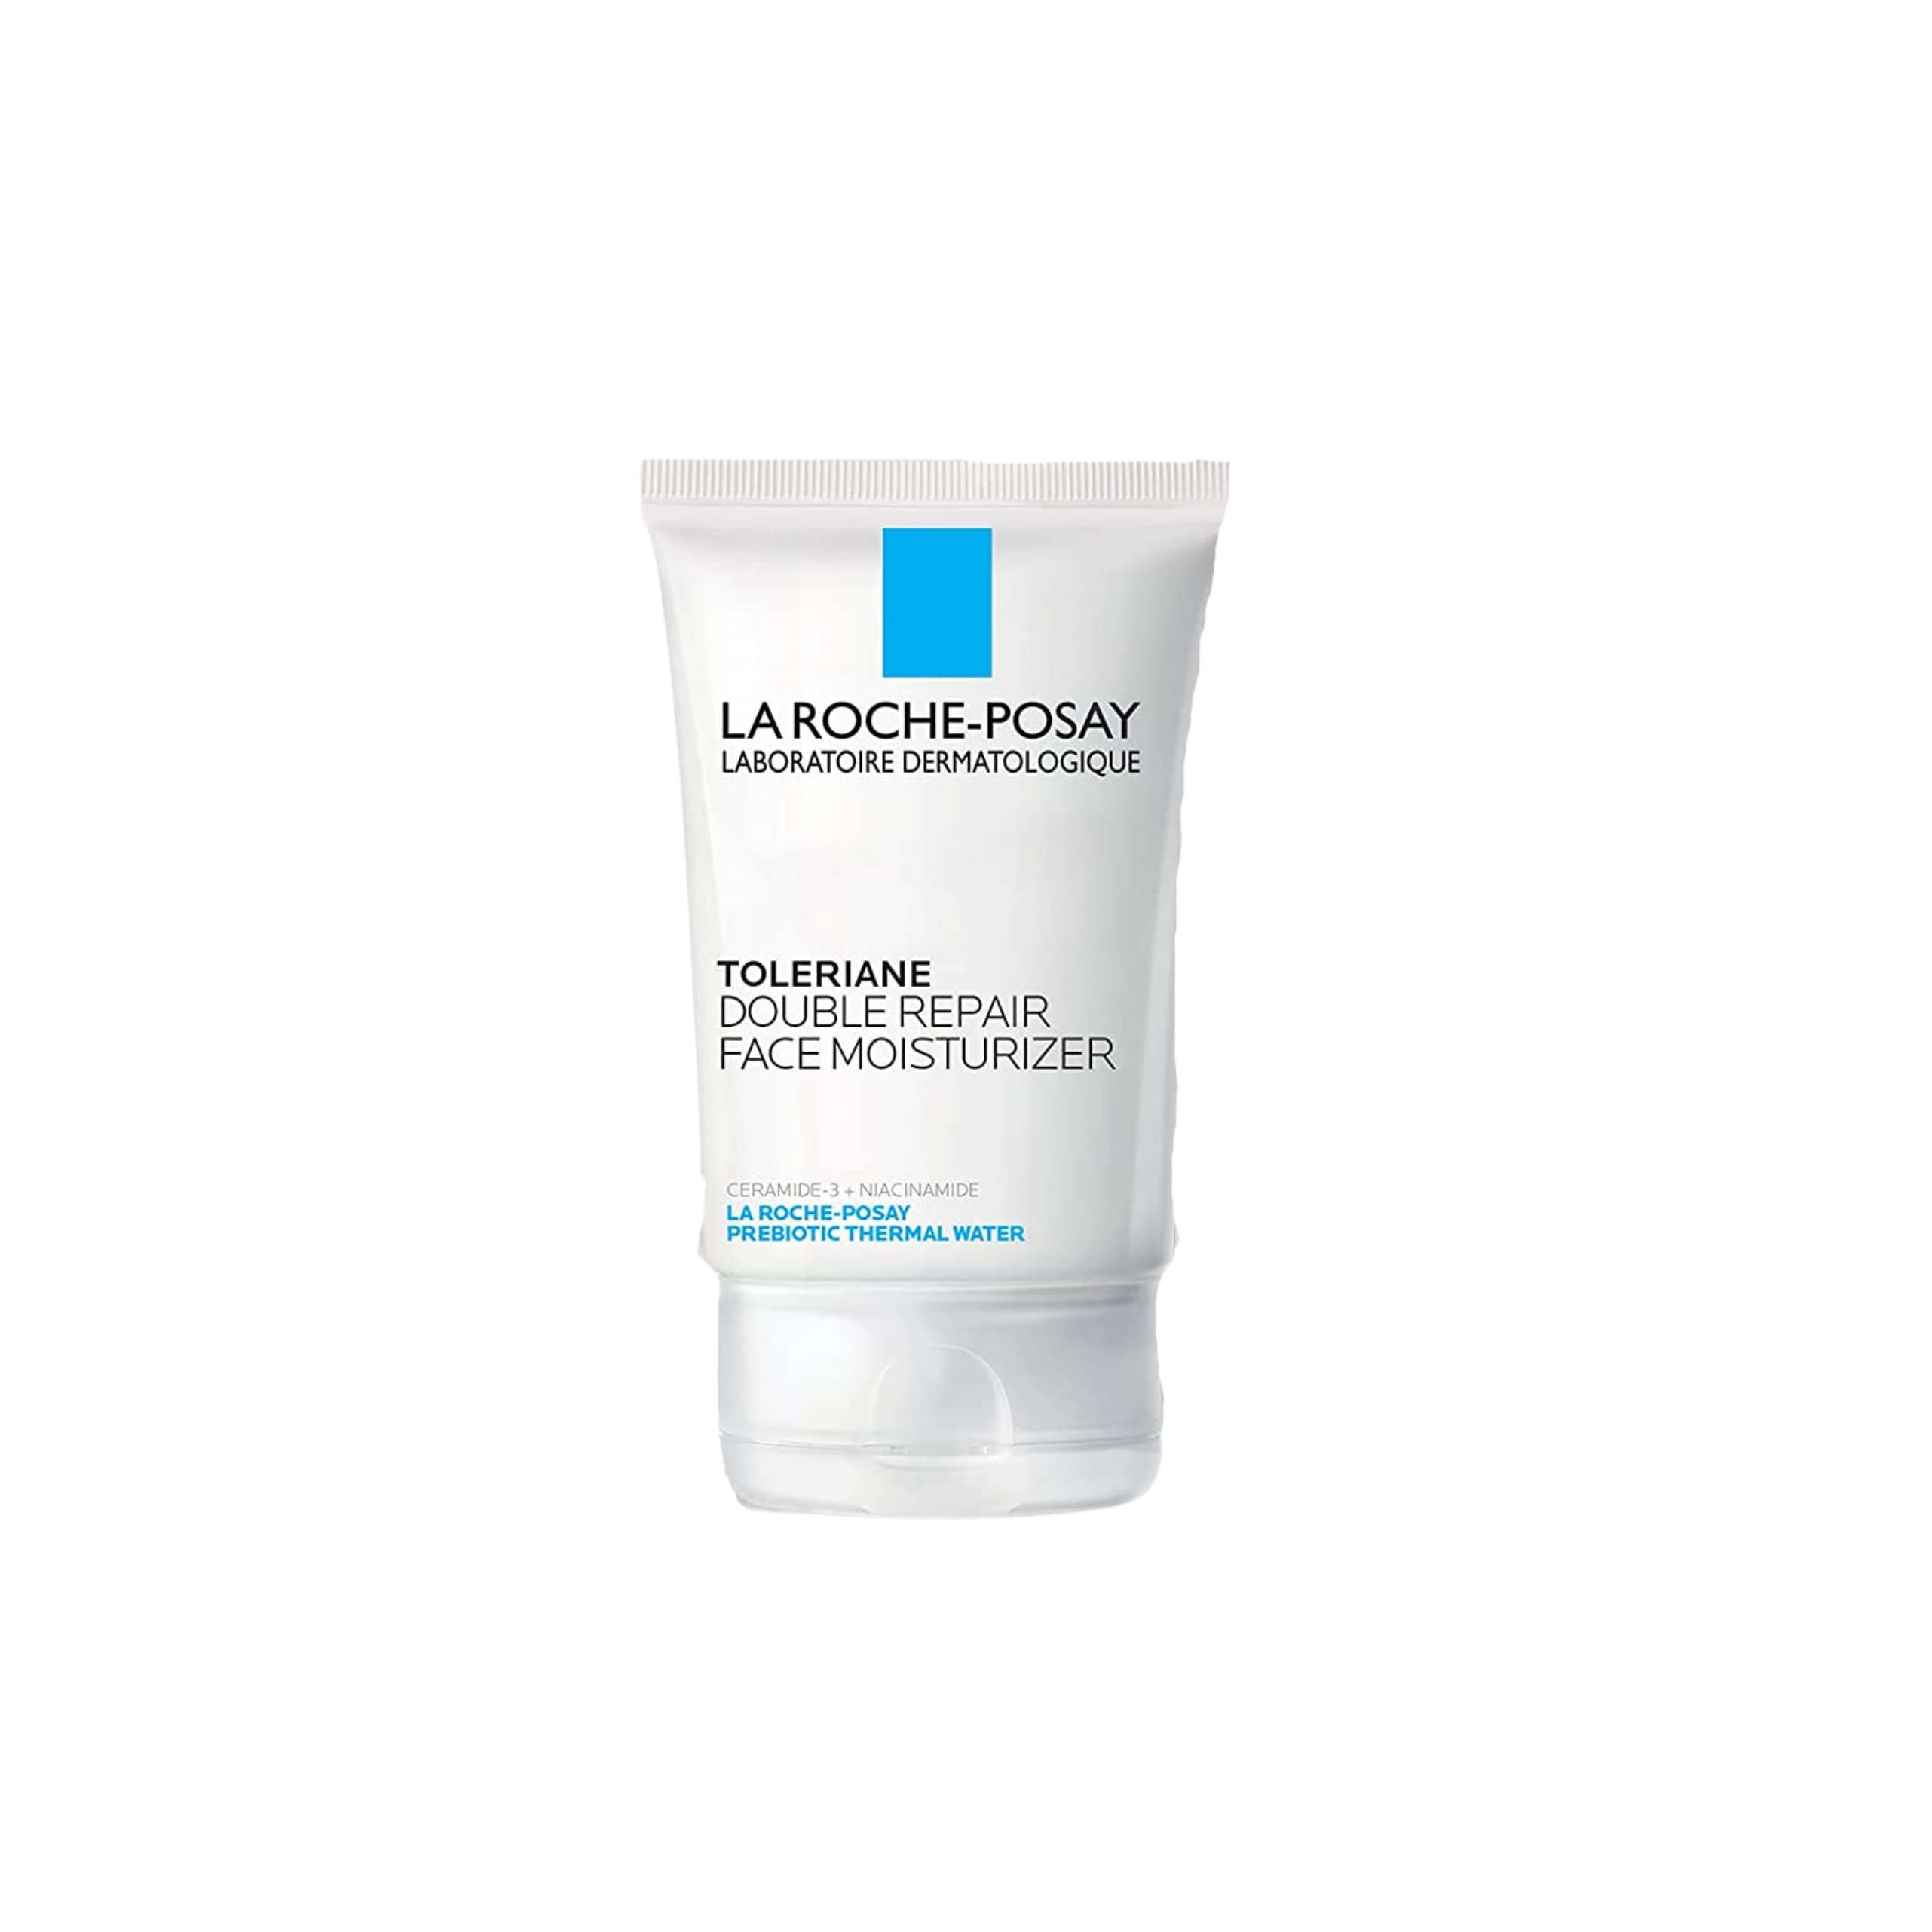 LA ROCHE-POSAY
LABORATOIRE DERMATOLOGIQUE
TOLERIANE
DOUBLE REPAIR
FACE MOISTURIZER
CERAMIDE-3 + NIACINAMIDE
LA ROCHE-POSAY
PREBIOTIC THERMAL WATER